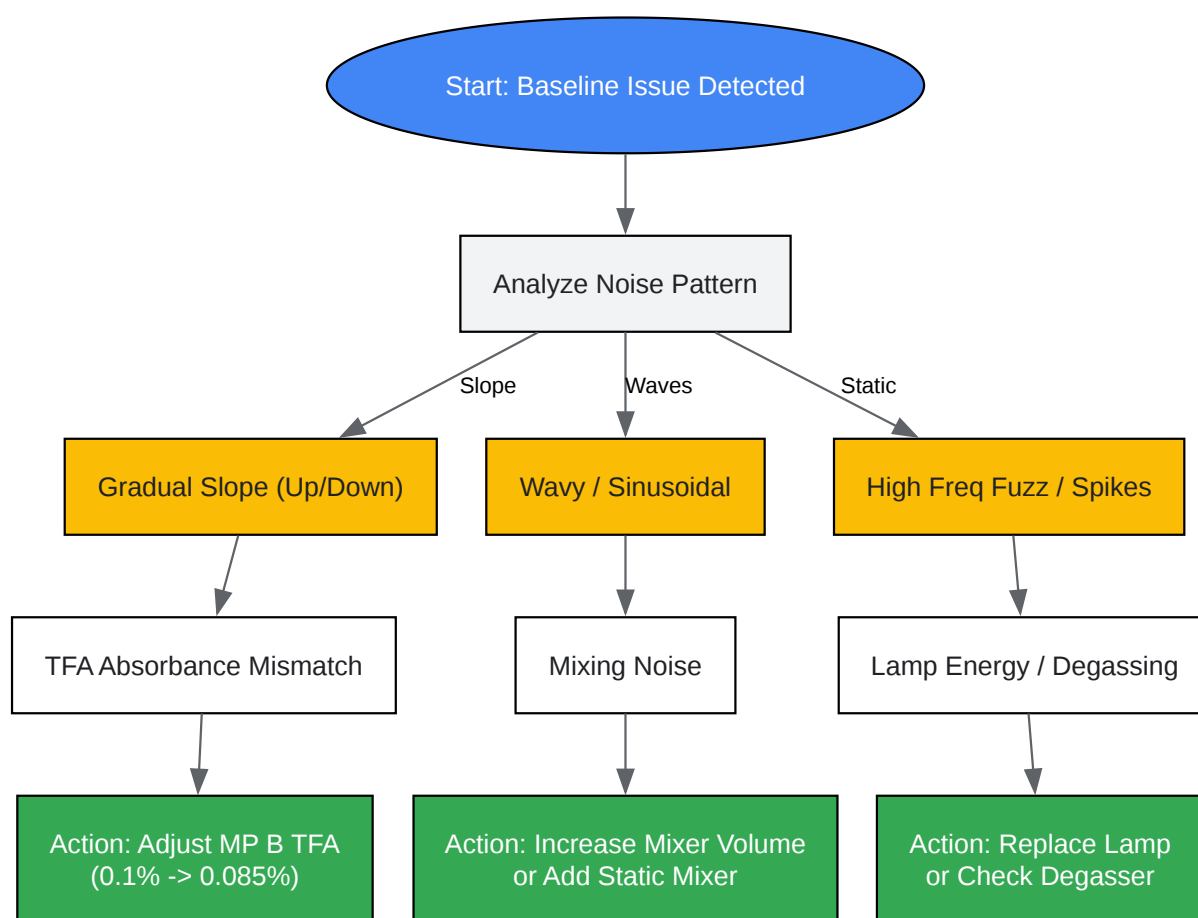 Start: Baseline Issue Detected
Analyze Noise Pattern
Slope
Waves
Static
Gradual Slope (Up/Down)
Wavy / Sinusoidal
High Freq Fuzz / Spikes
TFA Absorbance Mismatch
Mixing Noise
Lamp Energy / Degassing
Action: Adjust MP B TFA
(0.1% -> 0.085%)
Action: Increase Mixer Volume
or Add Static Mixer
Action: Replace Lamp
or Check Degasser